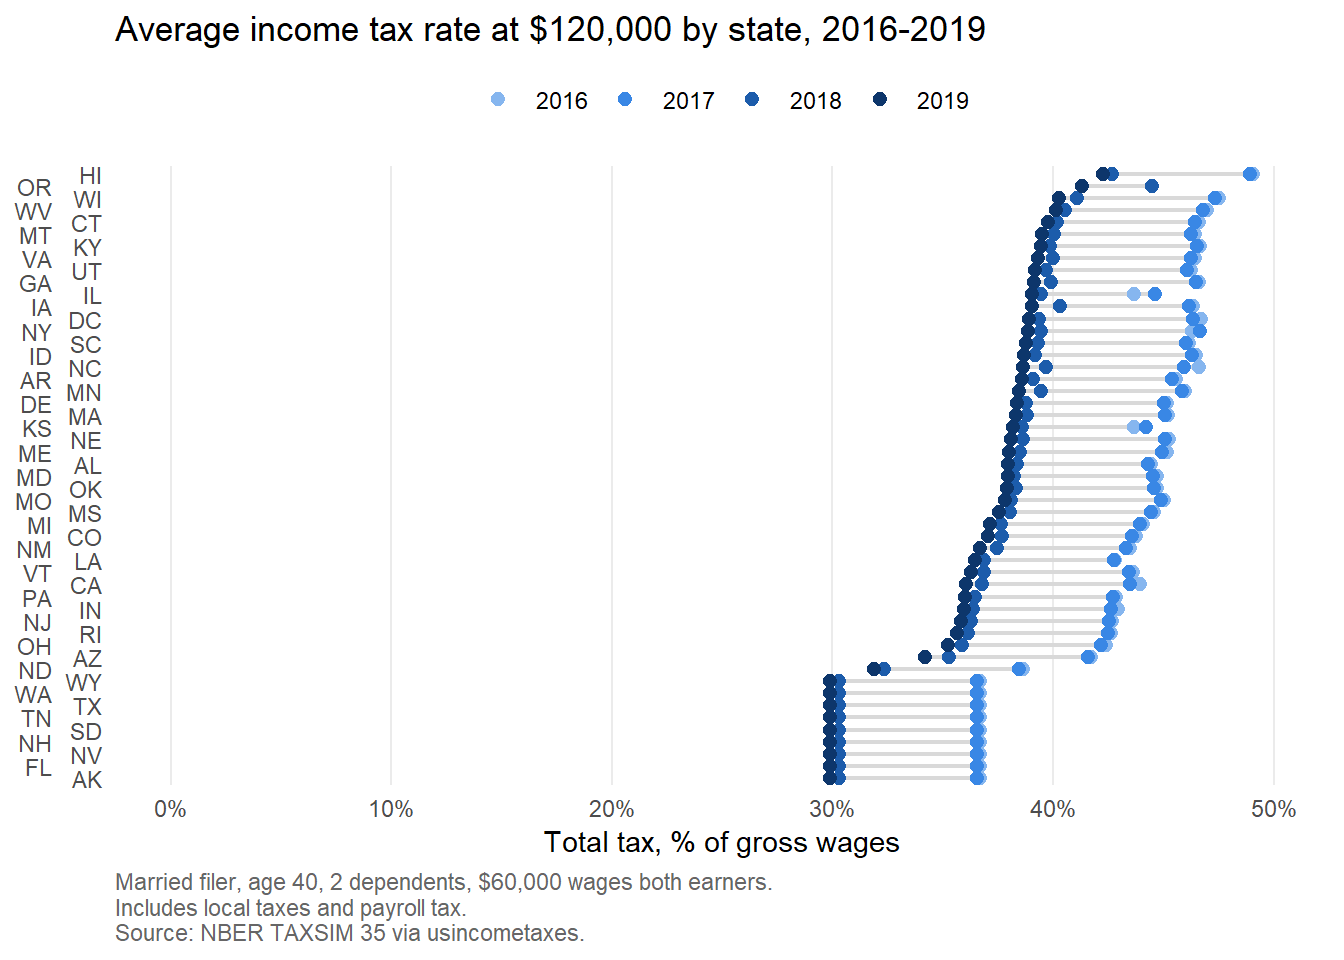 Average income tax rate at $120,000 by state, 2016-2019
2016 2017 2018 2019
HI
OR
WI
WV
CT
MT
KY
VA
UT
GA
IL
IA
DC
NY
SC
ID
NC
AR
MN
DE
MA
KS
NE
ME
AL
MD
OK
MO
MS
MI
CO
NM
LA
VT
CA
PA
IN
NJ
RI
OH
AZ
ND
WY
WA
TX
TN
SD
NH
NV
FL
AK
0% 10% 20% 30% 40% 50%
Total tax, % of gross wages
Married filer, age 40, 2 dependents, $60,000 wages both earners.
Includes local taxes and payroll tax.
Source: NBER TAXSIM 35 via usincometaxes.